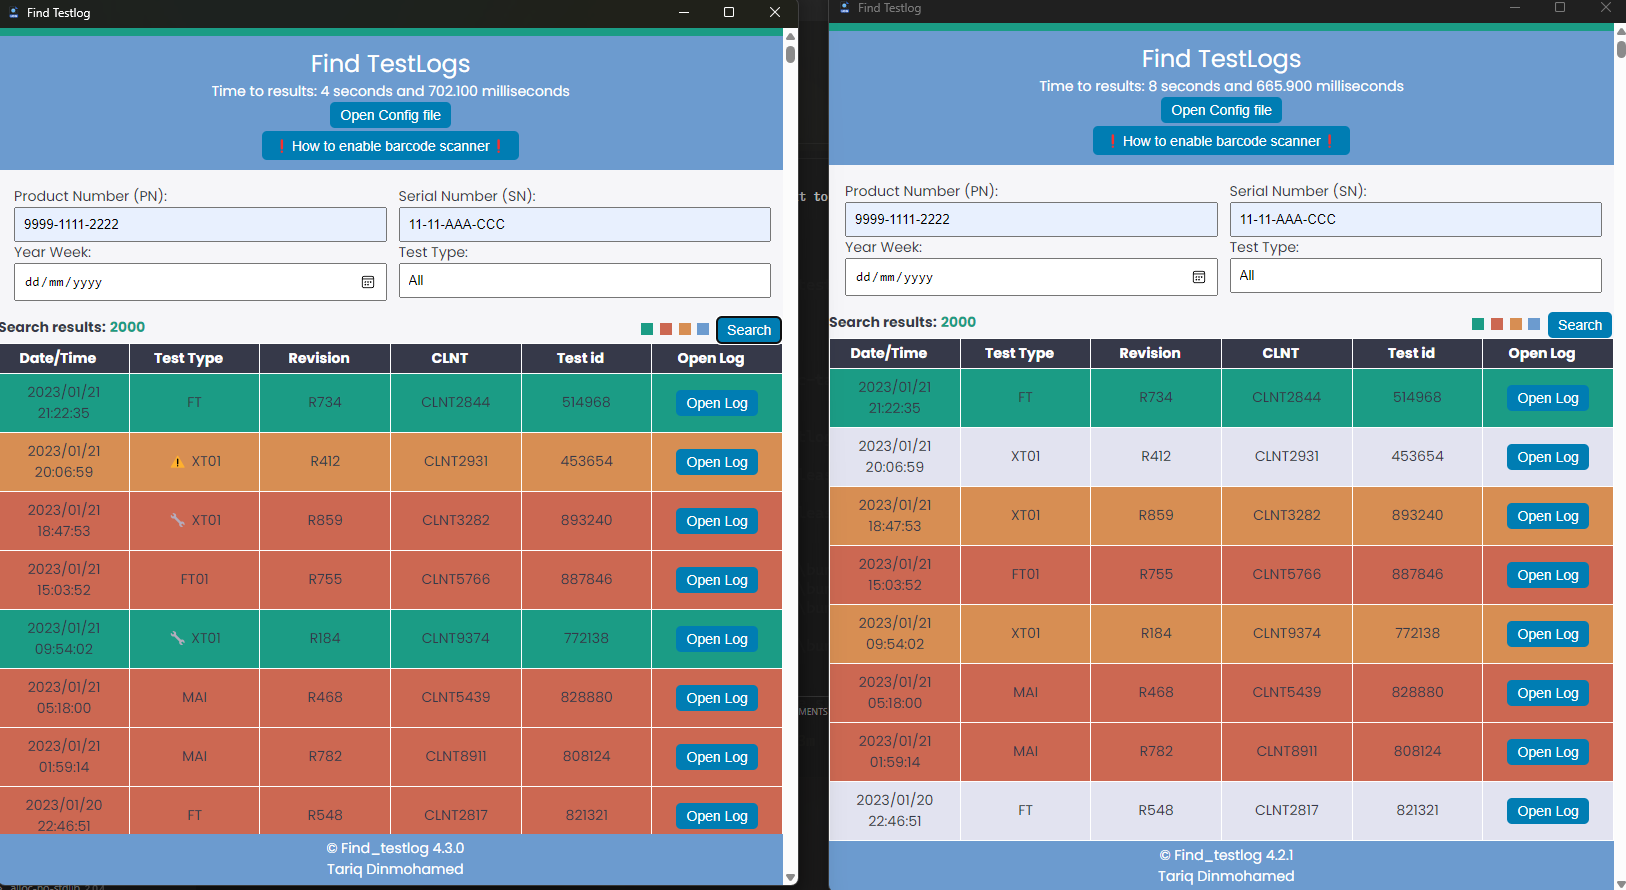 Find Testlog
Find TestLogs
Time to results: 4 seconds and 702.100 milliseconds
Open Config file
❗How to enable barcode scanner❗
Product Number (PN):
Serial Number (SN):
9999-1111-2222
11-11-AAA-CCC
Year Week:
Test Type:
dd/mm/yyyy
All
Search results: 2000
Search
Date/Time Test Type Revision CLNT Test id Open Log
2023/01/21 21:22:35 FT R734 CLNT2844 514968 Open Log
2023/01/21 20:06:59 ⚠️ XT01 R412 CLNT2931 453654 Open Log
2023/01/21 18:47:53 🔧 XT01 R859 CLNT3282 893240 Open Log
2023/01/21 15:03:52 FT01 R755 CLNT5766 887846 Open Log
2023/01/21 09:54:02 🔧 XT01 R184 CLNT9374 772138 Open Log
2023/01/21 05:18:00 MAI R468 CLNT5439 828880 Open Log
2023/01/21 01:59:14 MAI R782 CLNT8911 808124 Open Log
2023/01/20 22:46:51 FT R548 CLNT2817 821321 Open Log
© Find_testlog 4.3.0
Tariq Dinmohamed
t to
MENTS
Find Testlog
Find TestLogs
Time to results: 8 seconds and 665.900 milliseconds
Open Config file
❗How to enable barcode scanner❗
Product Number (PN):
Serial Number (SN):
9999-1111-2222
11-11-AAA-CCC
Year Week:
Test Type:
dd/mm/yyyy
All
Search results: 2000
Search
Date/Time Test Type Revision CLNT Test id Open Log
2023/01/21 21:22:35 FT R734 CLNT2844 514968 Open Log
2023/01/21 20:06:59 XT01 R412 CLNT2931 453654 Open Log
2023/01/21 18:47:53 XT01 R859 CLNT3282 893240 Open Log
2023/01/21 15:03:52 FT01 R755 CLNT5766 887846 Open Log
2023/01/21 09:54:02 XT01 R184 CLNT9374 772138 Open Log
2023/01/21 05:18:00 MAI R468 CLNT5439 828880 Open Log
2023/01/21 01:59:14 MAI R782 CLNT8911 808124 Open Log
2023/01/20 22:46:51 FT R548 CLNT2817 821321 Open Log
© Find_testlog 4.2.1
Tariq Dinmohamed